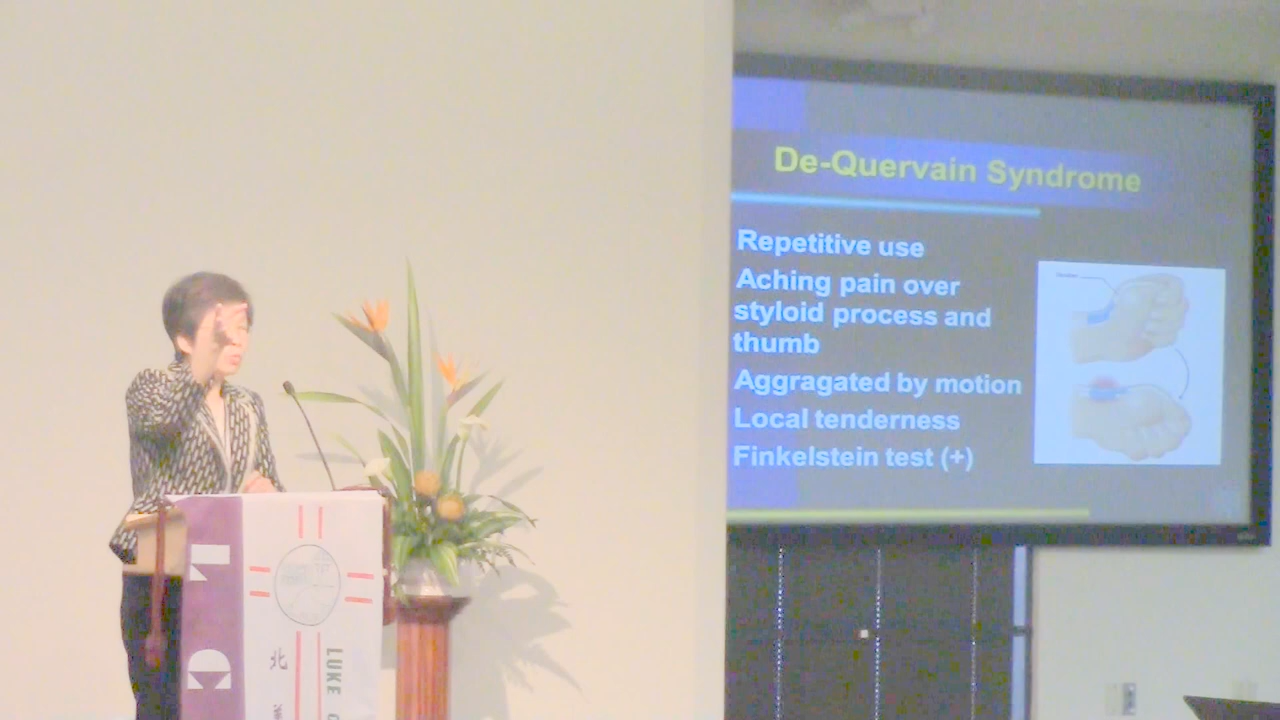 De-Quervain Syndrome
Repetitive use
Aching pain over
styloid process and
thumb
Aggragated by motion
Local tenderness
Finkelstein test (+)
L
C
北
LUKE